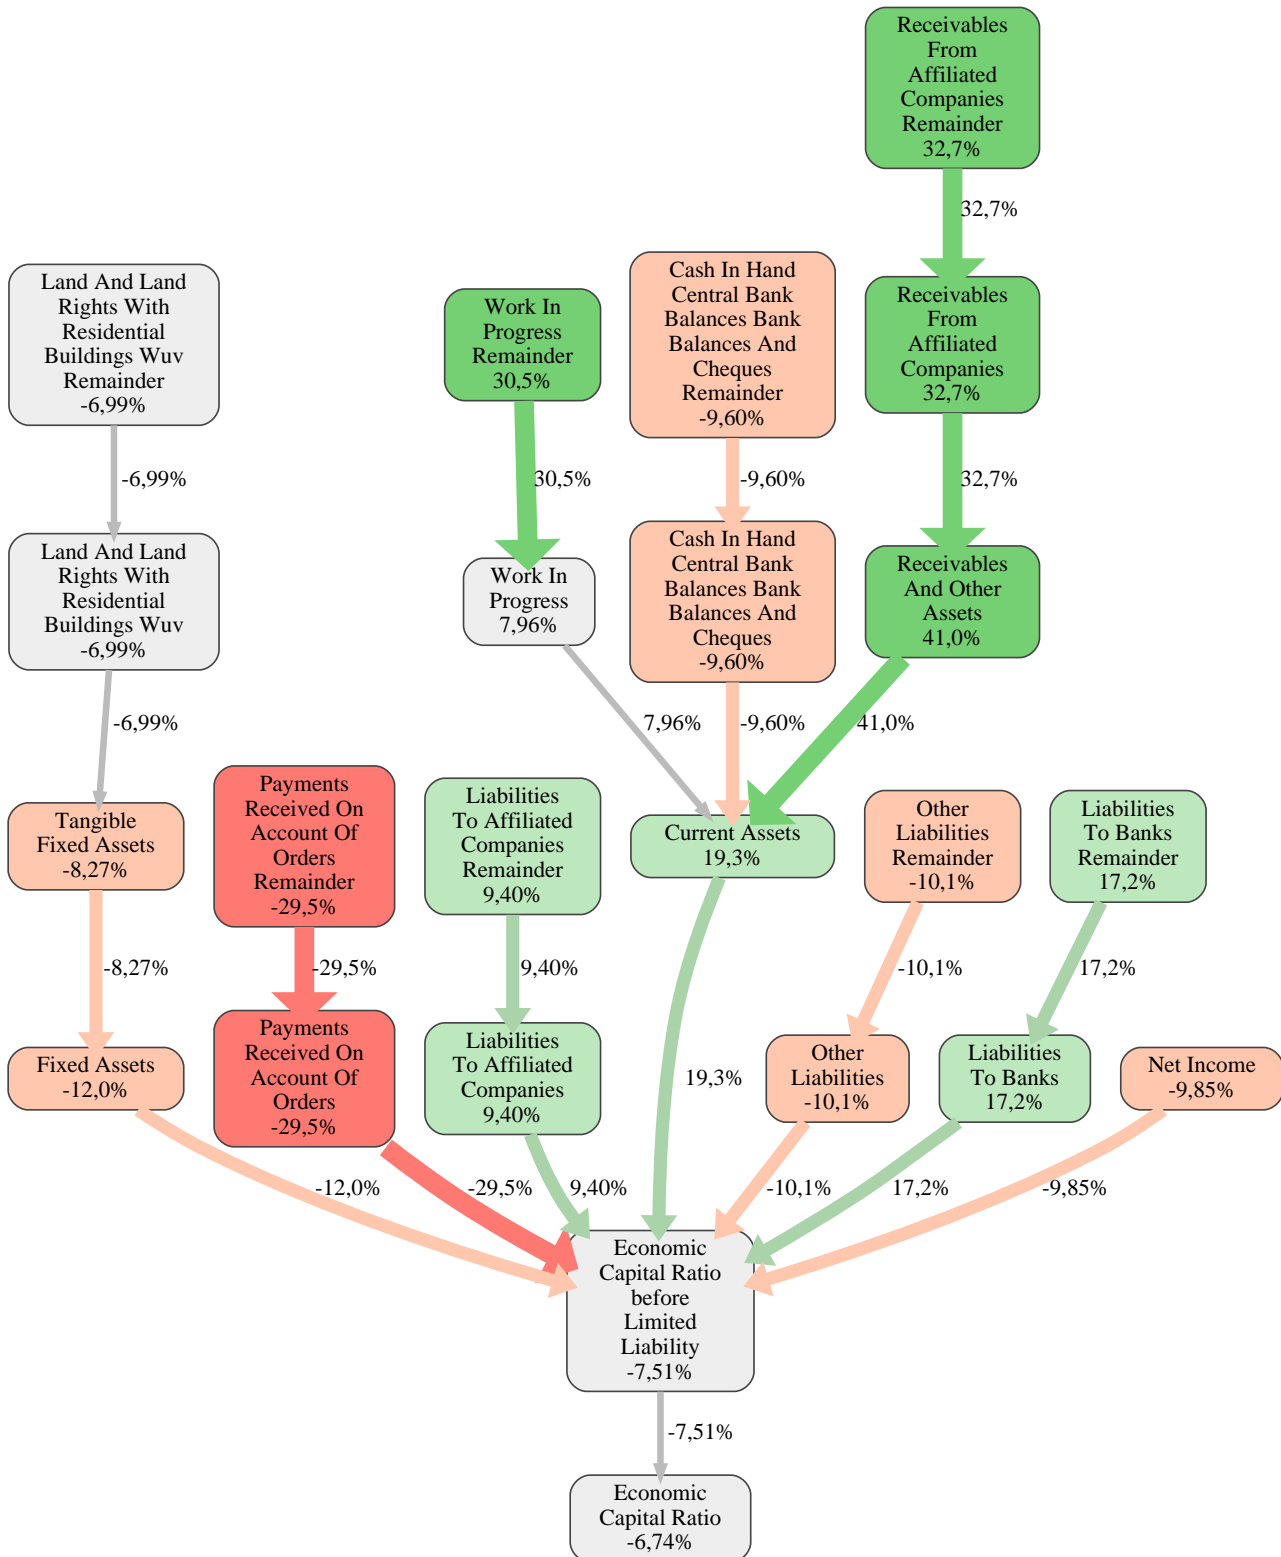 Receivables
From
Affiliated
Companies
Remainder
32,7%
32,7%
Land And Land
Rights With
Residential
Buildings Wuv
Remainder
-6,99%
Work In
Progress
Remainder
30,5%
Cash In Hand
Central Bank
Balances Bank
Balances And
Cheques
Remainder
-9,60%
Receivables
From
Affiliated
Companies
32,7%
-6,99%
30,5%
-9,60%
32,7%
Land And Land
Rights With
Residential
Buildings Wuv
-6,99%
Work In
Progress
7,96%
Cash In Hand
Central Bank
Balances Bank
Balances And
Cheques
-9,60%
Receivables
And Other
Assets
41,0%
-6,99%
7,96%
-9,60%
41,0%
Tangible
Fixed Assets
-8,27%
Payments
Received On
Account Of
Orders
Remainder
-29,5%
Liabilities
To Affiliated
Companies
Remainder
9,40%
Current Assets
19,3%
Other
Liabilities
Remainder
-10,1%
Liabilities
To Banks
Remainder
17,2%
-8,27%
-29,5%
9,40%
-10,1%
17,2%
Fixed Assets
-12,0%
Payments
Received On
Account Of
Orders
-29,5%
Liabilities
To Affiliated
Companies
9,40%
19,3%
Other
Liabilities
-10,1%
Liabilities
To Banks
17,2%
Net Income
-9,85%
-12,0%
-29,5%
9,40%
-10,1%
17,2%
-9,85%
Economic
Capital Ratio
before
Limited
Liability
-7,51%
-7,51%
Economic
Capital Ratio
-6,74%